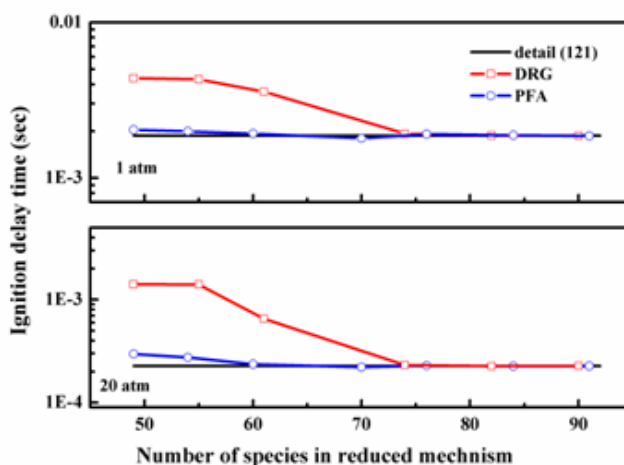 0.01
detail (121)
DRG
PFA
1E-3
1 atm
Ignition delay time (sec)
1E-3
20 atm
1E-4
50 60 70 80 90
Number of species in reduced mechnism